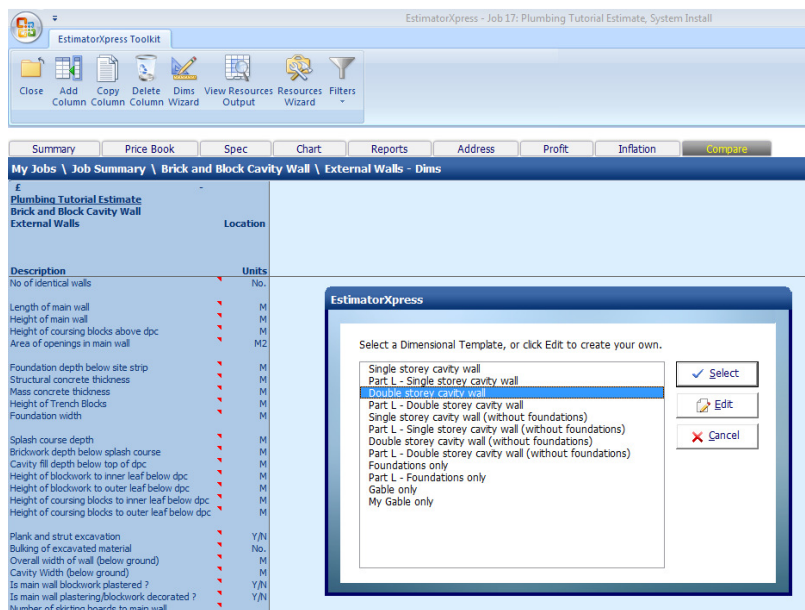 EstimatorXpress - Job 17: Plumbing Tutorial Estimate, System Install
EstimatorXpress Toolkit
Close
Add Column
Copy Column
Delete Column
Dims Wizard
View Resources Output
Resources Wizard
Filters
Summary Price Book Spec Chart Reports Address Profit Inflation Compare
My Jobs \ Job Summary \ Brick and Block Cavity Wall \ External Walls - Dims
£ -
Plumbing Tutorial Estimate
Brick and Block Cavity Wall
External Walls Location
Description Units
No of identical walls No.
Length of main wall M
Height of main wall M
Height of coursing blocks above dpc M
Area of openings in main wall M2
Foundation depth below site strip M
Structural concrete thickness M
Mass concrete thickness M
Height of Trench Blocks M
Foundation width M
Splash course depth M
Brickwork depth below splash course M
Cavity fill depth below top of dpc M
Height of blockwork to inner leaf below dpc M
Height of blockwork to outer leaf below dpc M
Height of coursing blocks to inner leaf below dpc M
Height of coursing blocks to outer leaf below dpc M
Plank and strut excavation Y/N
Bulking of excavated material No.
Overall width of wall (below ground) M
Cavity Width (below ground) M
Is main wall blockwork plastered ? Y/N
Is main wall plastering/blockwork decorated ? Y/N
Number of skirting boards to main wall
EstimatorXpress
Select a Dimensional Template, or click Edit to create your own.
Single storey cavity wall
Part L - Single storey cavity wall
Double storey cavity wall
Part L - Double storey cavity wall
Single storey cavity wall (without foundations)
Part L - Single storey cavity wall (without foundations)
Double storey cavity wall (without foundations)
Part L - Double storey cavity wall (without foundations)
Foundations only
Part L - Foundations only
Gable only
My Gable only
Select
Edit
Cancel